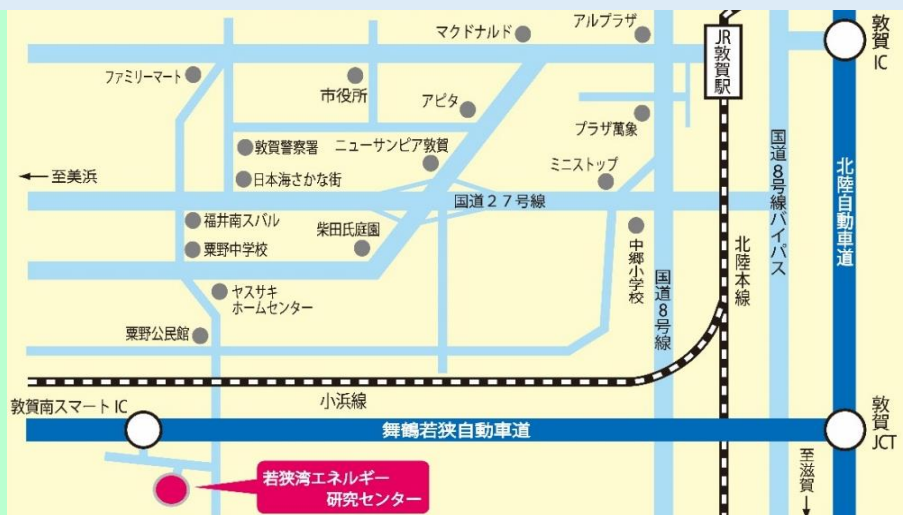 マクドナルド
アルプラザ
JR
敦賀駅
敦賀
IC
ファミリーマート
市役所
アピタ
プラザ萬象
敦賀警察署
ニューサンピア敦賀
ミニストップ
国道8号線バイパス
北陸自動車道
至美浜
日本海さかな街
国道27号線
福井南スバル
柴田氏庭園
粟野中学校
中郷小学校
国道8号線
北陸本線
ヤスサキ
ホームセンター
粟野公民館
小浜線
敦賀南スマートIC
舞鶴若狭自動車道
敦賀
JCT
至滋賀
若狭湾エネルギー
研究センター